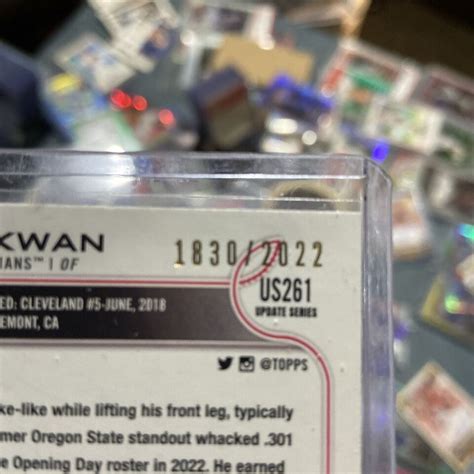 KWAN
1830/2022
IANS™ | OF
US261
UPDATE SERIES
ED: CLEVELAND #5-JUNE, 2018
EMONT, CA
@TOPPS
ke-like while lifting his front leg, typically
mer Oregon State standout whacked .301
e Opening Day roster in 2022. He earned